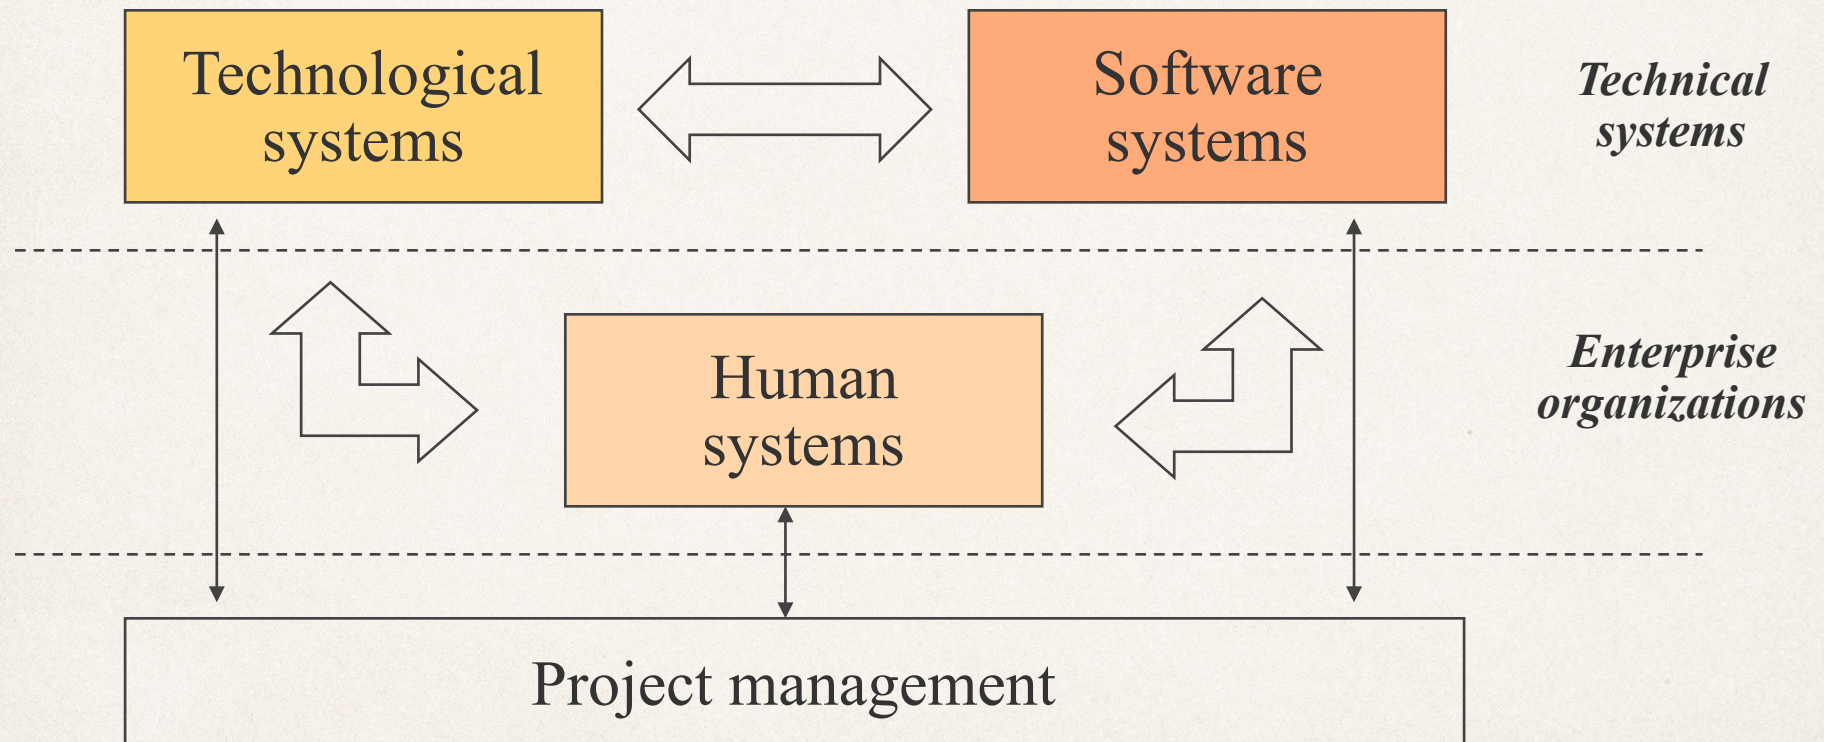 Technological
systems
Software
systems
Technical
systems
Human
systems
Enterprise
organizations
Project management